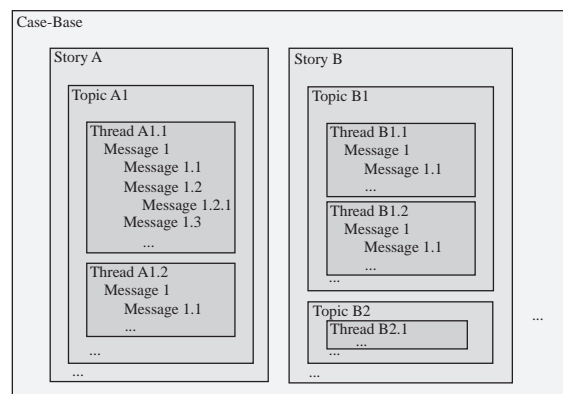 Case-Base
Story A
Topic A1
Thread A1.1
Message 1
Message 1.1
Message 1.2
Message 1.2.1
Message 1.3
...
Thread A1.2
Message 1
Message 1.1
...
...
...
Story B
Topic B1
Thread B1.1
Message 1
Message 1.1
...
Thread B1.2
Message 1
Message 1.1
...
...
Topic B2
Thread B2.1
...
...
...
...